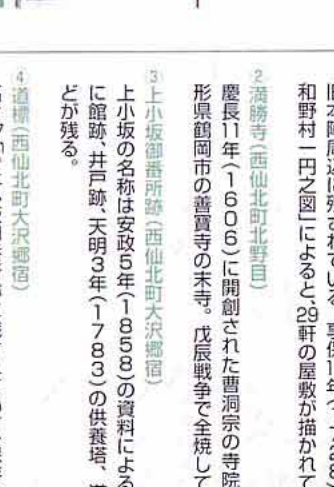 旧本陣周辺に残されている。享保13年(1728)
和野村一円之図」によると、29軒の屋敷が描かれて
②満勝寺(西仙北町北野目)
慶長11年(1606)に開創された曹洞宗の寺院
形県鶴岡市の善寳寺の末寺。戊辰戦争で全焼して
③上小坂御番所跡(西仙北町大沢郷宿)
上小坂の名称は安政5年(1858)の資料による
に館跡、井戸跡、天明3年(1783)の供養塔、道
どが残る。
④道標(西仙北町大沢郷宿)